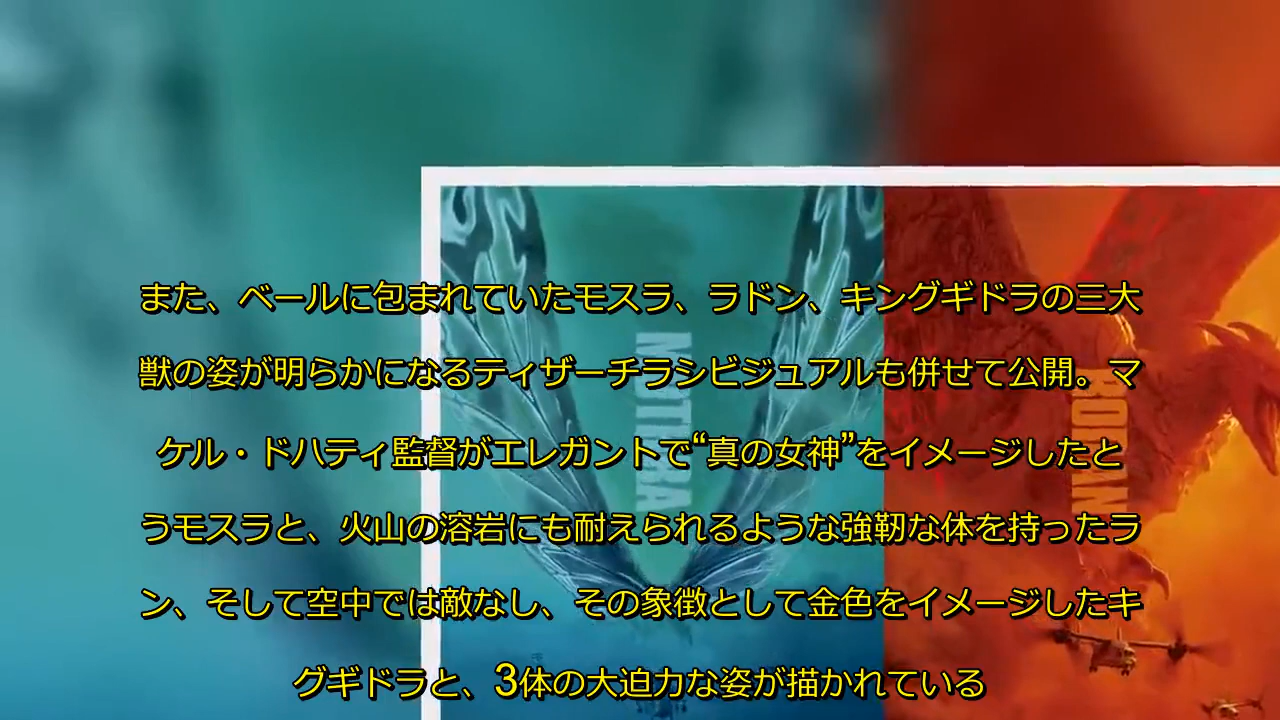 また、ベールに包まれていたモスラ、ラドン、キングギドラの三大
獣の姿が明らかになるティザーチラシビジュアルも併せて公開。マ
ケル・ドハティ監督がエレガントで“真の女神”をイメージしたと
うモスラと、火山の溶岩にも耐えられるような強靭な体を持ったラ
ン、そして空中では敵なし、その象徴として金色をイメージしたキ
グギドラと、3体の大迫力な姿が描かれている
RODAN